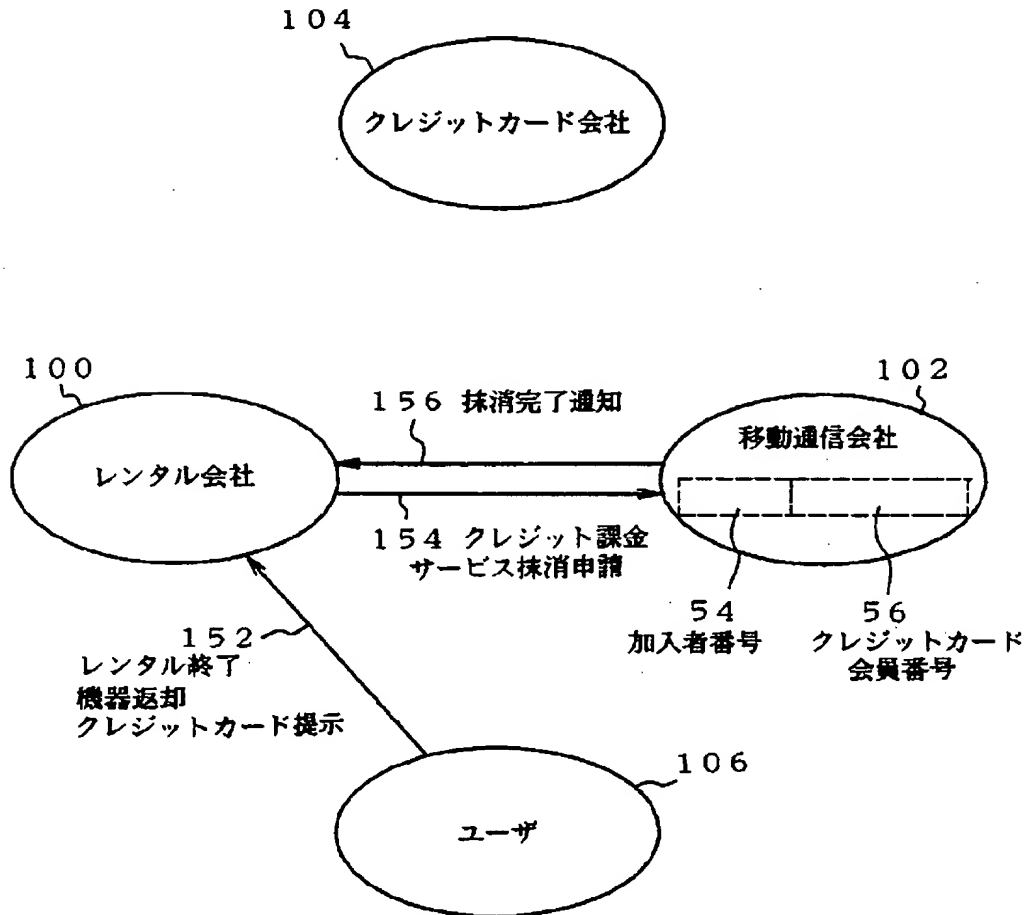 104
クレジットカード会社
100
レンタル会社
156 抹消完了通知
102
移動通信会社
154 クレジット課金
サービス抹消申請
54
加入者番号
56
クレジットカード
会員番号
152
レンタル終了
機器返却
クレジットカード提示
106
ユーザ